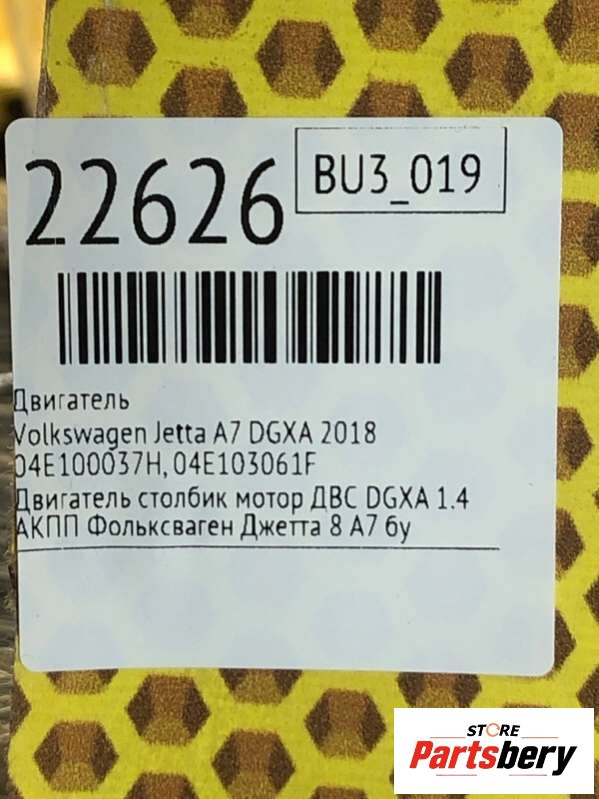 22626
BU3_019
Двигатель
Volkswagen Jetta A7 DGXA 2018
04E100037H, 04E103061F
Двигатель столбик мотор ДВС DGXA 1.4
АКПП Фольксваген Джетта 8 А7 бу
STORE
Partsbery